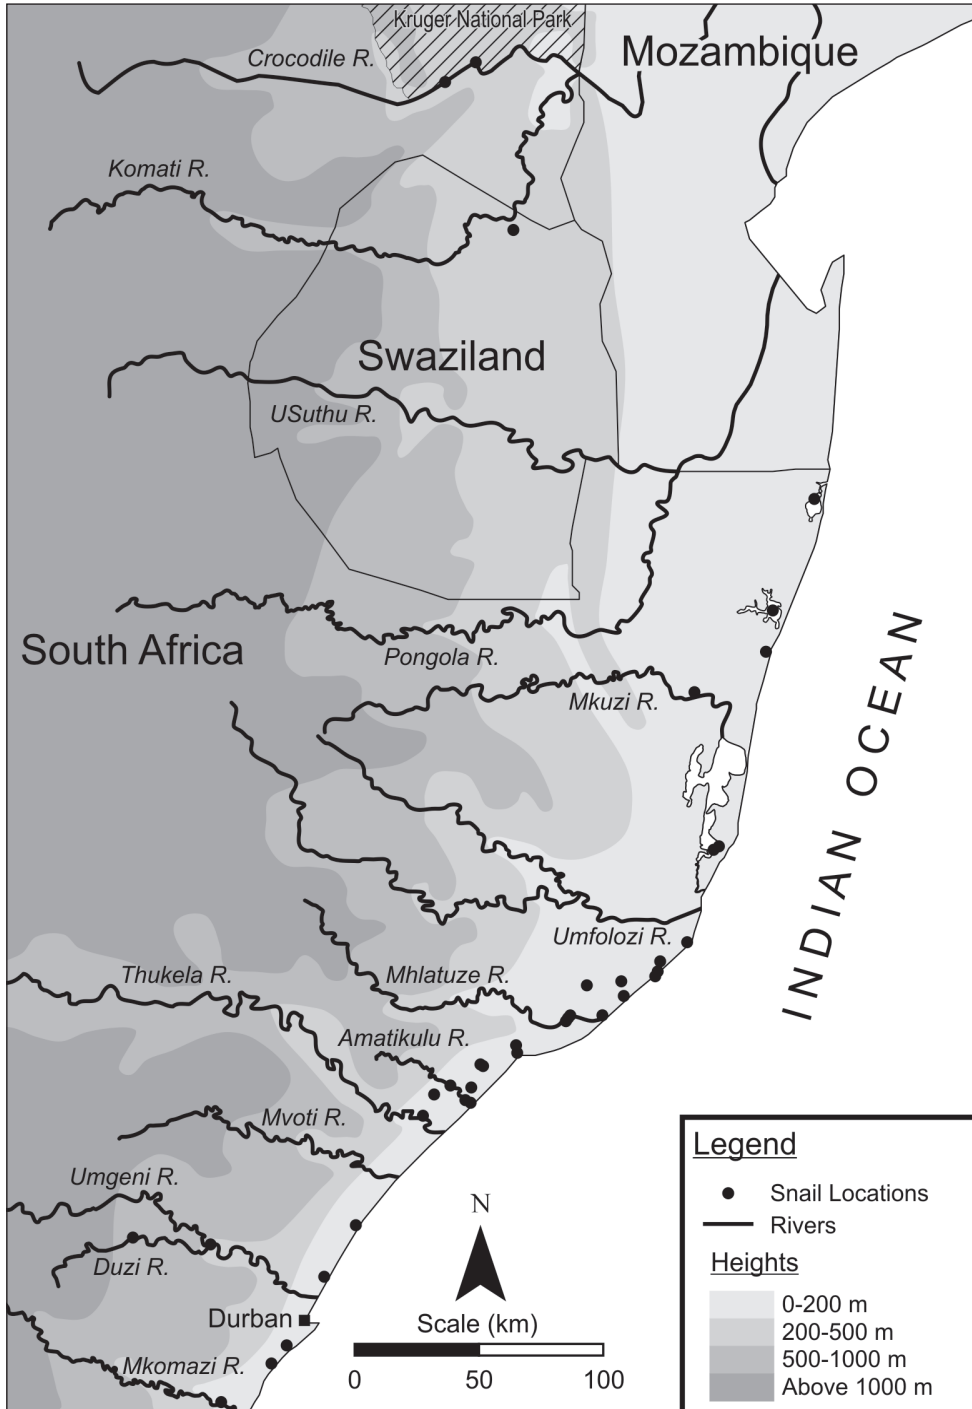 Kruger National Park
Mozambique
Crocodile R.
Komati R.
Swaziland
USuthu R.
South Africa
Pongola R.
Mkuzi R.
INDIAN OCEAN
Umfolozi R.
Thukela R.
Mhlatuze R.
Amatikulu R.
Mvoti R.
Umgeni R.
Duzi R.
Durban
Mkomazi R.
N
Scale (km)
0 50 100
Legend
Snail Locations
Rivers
Heights
0-200 m
200-500 m
500-1000 m
Above 1000 m